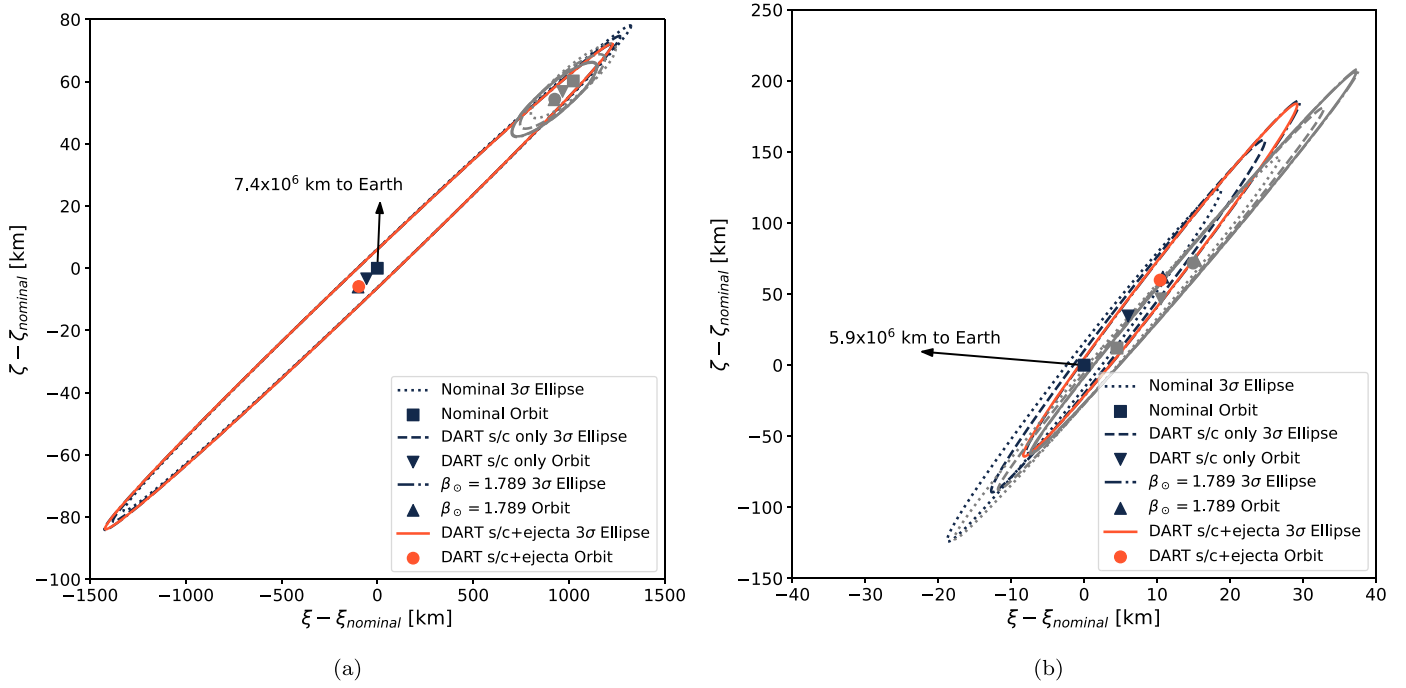 80
60
40
20
0
−20
−40
−60
−80
−100
−1500
−1000
−500
0
500
1000
1500
ζ − ζnominal [km]
ξ − ξnominal [km]
7.4x10⁶ km to Earth
Nominal 3σ Ellipse
Nominal Orbit
DART s/c only 3σ Ellipse
DART s/c only Orbit
β⊙ = 1.789 3σ Ellipse
β⊙ = 1.789 Orbit
DART s/c+ejecta 3σ Ellipse
DART s/c+ejecta Orbit
(a)
250
200
150
100
50
0
−50
−100
−150
−40
−30
−20
−10
0
10
20
30
40
ζ − ζnominal [km]
ξ − ξnominal [km]
5.9x10⁶ km to Earth
Nominal 3σ Ellipse
Nominal Orbit
DART s/c only 3σ Ellipse
DART s/c only Orbit
β⊙ = 1.789 3σ Ellipse
β⊙ = 1.789 Orbit
DART s/c+ejecta 3σ Ellipse
DART s/c+ejecta Orbit
(b)